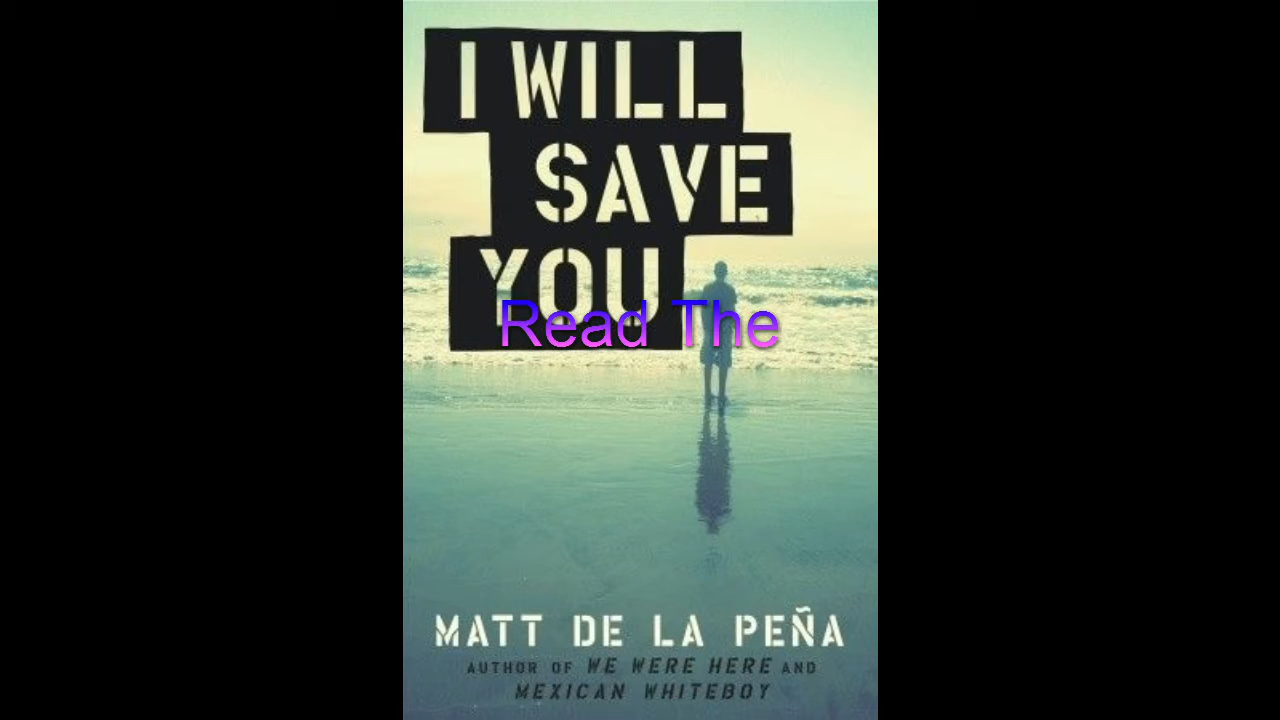 I WILL
SAVE
YOU
Read The
MATT DE LA PEÑA
AUTHOR OF WE WERE HERE AND
MEXICAN WHITEBOY